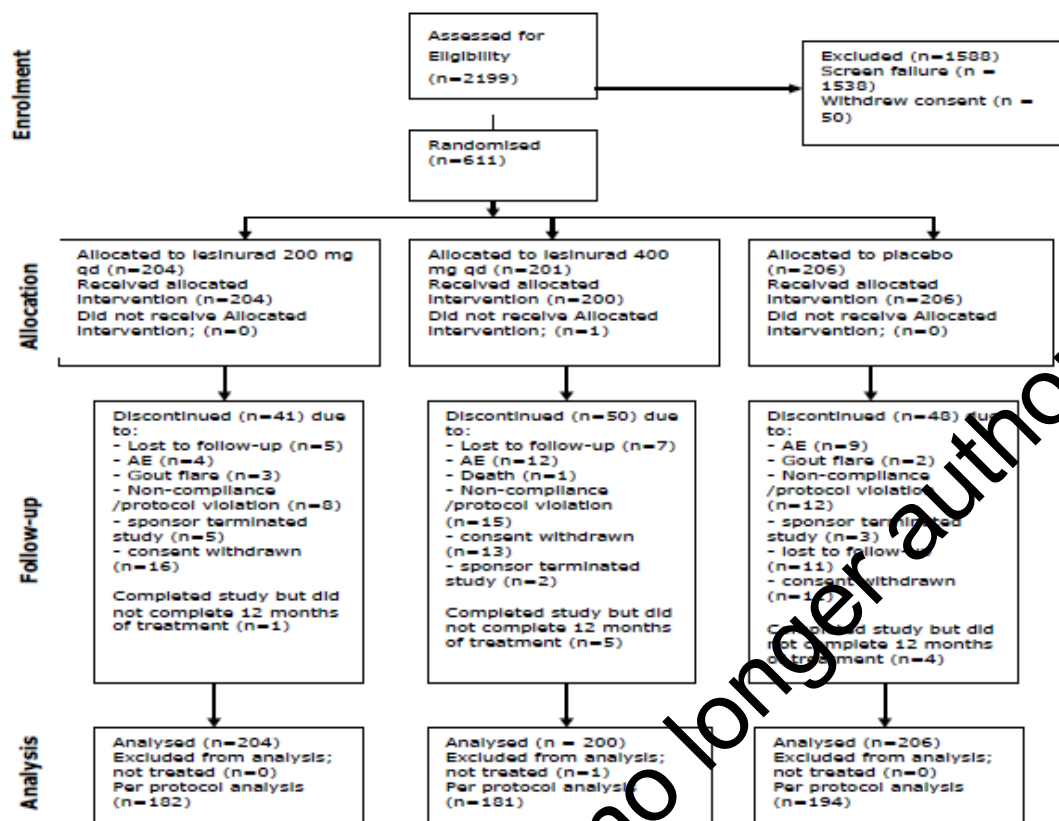 Enrolment
Assessed for
Eligibility
(n=2199)
Excluded (n=1588)
Screen failure (n =
1538)
Withdrew consent (n =
50)
Randomised
(n=611)
Allocation
Allocated to lesinurad 200 mg
qd (n=204)
Received allocated
Intervention (n=204)
Did not receive Allocated
Intervention; (n=0)
Allocated to lesinurad 400
mg qd (n=201)
Received allocated
Intervention (n=200)
Did not receive Allocated
Intervention; (n=1)
Allocated to placebo
(n=206)
Received allocated
Intervention (n=206)
Did not receive Allocated
Intervention; (n=0)
Follow-up
Discontinued (n=41) due
to:
- Lost to follow-up (n=5)
- AE (n=4)
- Gout flare (n=3)
- Non-compliance
/protocol violation (n=8)
- sponsor terminated
study (n=5)
- consent withdrawn
(n=16)
Completed study but did
not complete 12 months
of treatment (n=1)
Discontinued (n=50) due
to:
- Lost to follow-up (n=7)
- AE (n=12)
- Death (n=1)
- Non-compliance
/protocol violation
(n=15)
- consent withdrawn
(n=13)
- sponsor terminated
study (n=2)
Completed study but did
not complete 12 months
of treatment (n=5)
Discontinued (n=48) due
to:
- AE (n=9)
- Gout flare (n=2)
- Non-compliance
/protocol violation
(n=12)
- sponsor terminated
study (n=3)
- lost to follow-up
(n=11)
- consent withdrawn
Completed study but did
not complete 12 months
of treatment (n=4)
Analysis
Analysed (n=204)
Excluded from analysis;
not treated (n=0)
Per protocol analysis
(n=182)
Analysed (n = 200)
Excluded from analysis;
not treated (n=1)
Per protocol analysis
(n=181)
Analysed (n=206)
Excluded from analysis;
not treated (n=0)
Per protocol analysis
(n=194)
no longer